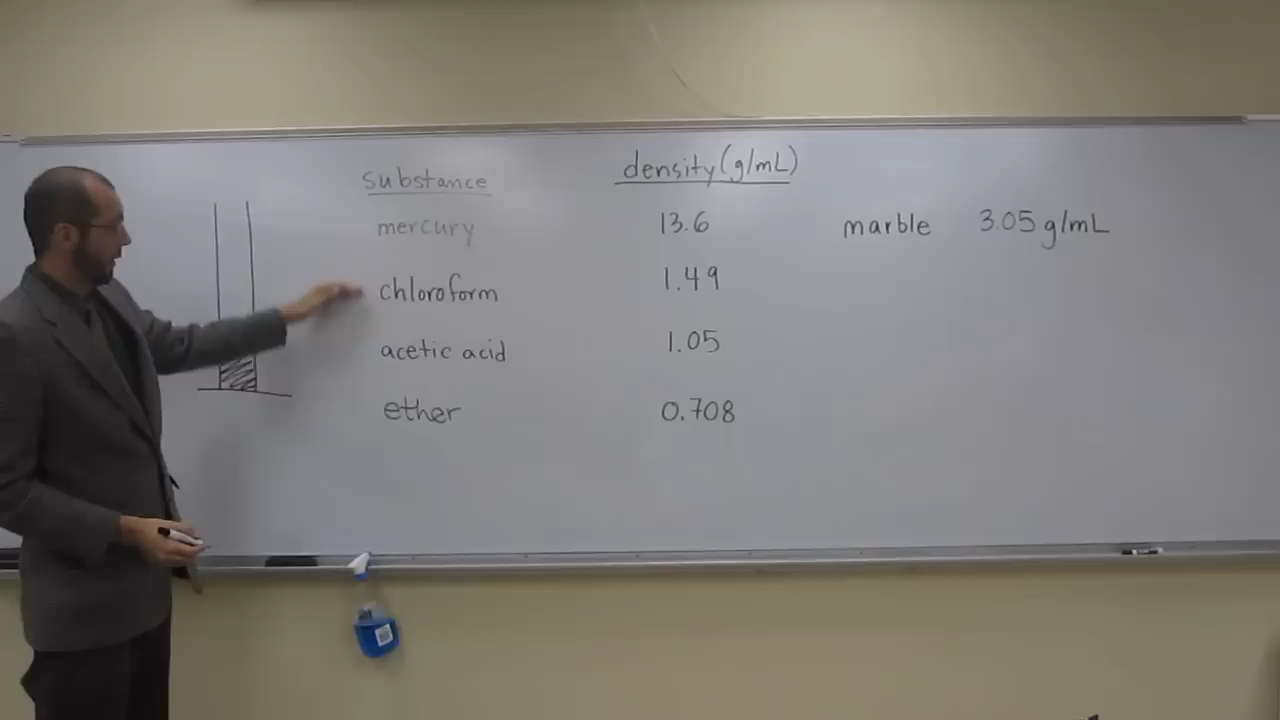 substance density (g/mL)
mercury 13.6 marble 3.05 g/mL
chloroform 1.49
acetic acid 1.05
ether 0.708